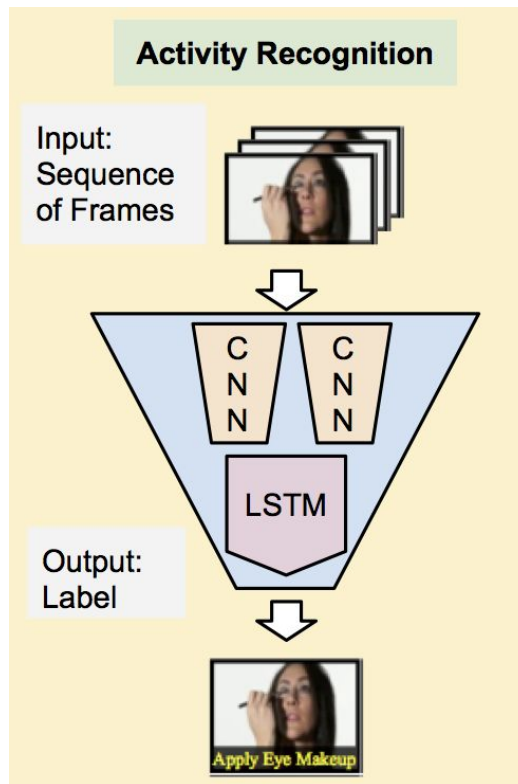 Activity Recognition
Input:
Sequence
of Frames
C
N
N
C
N
N
LSTM
Output:
Label
Apply Eye Makeup